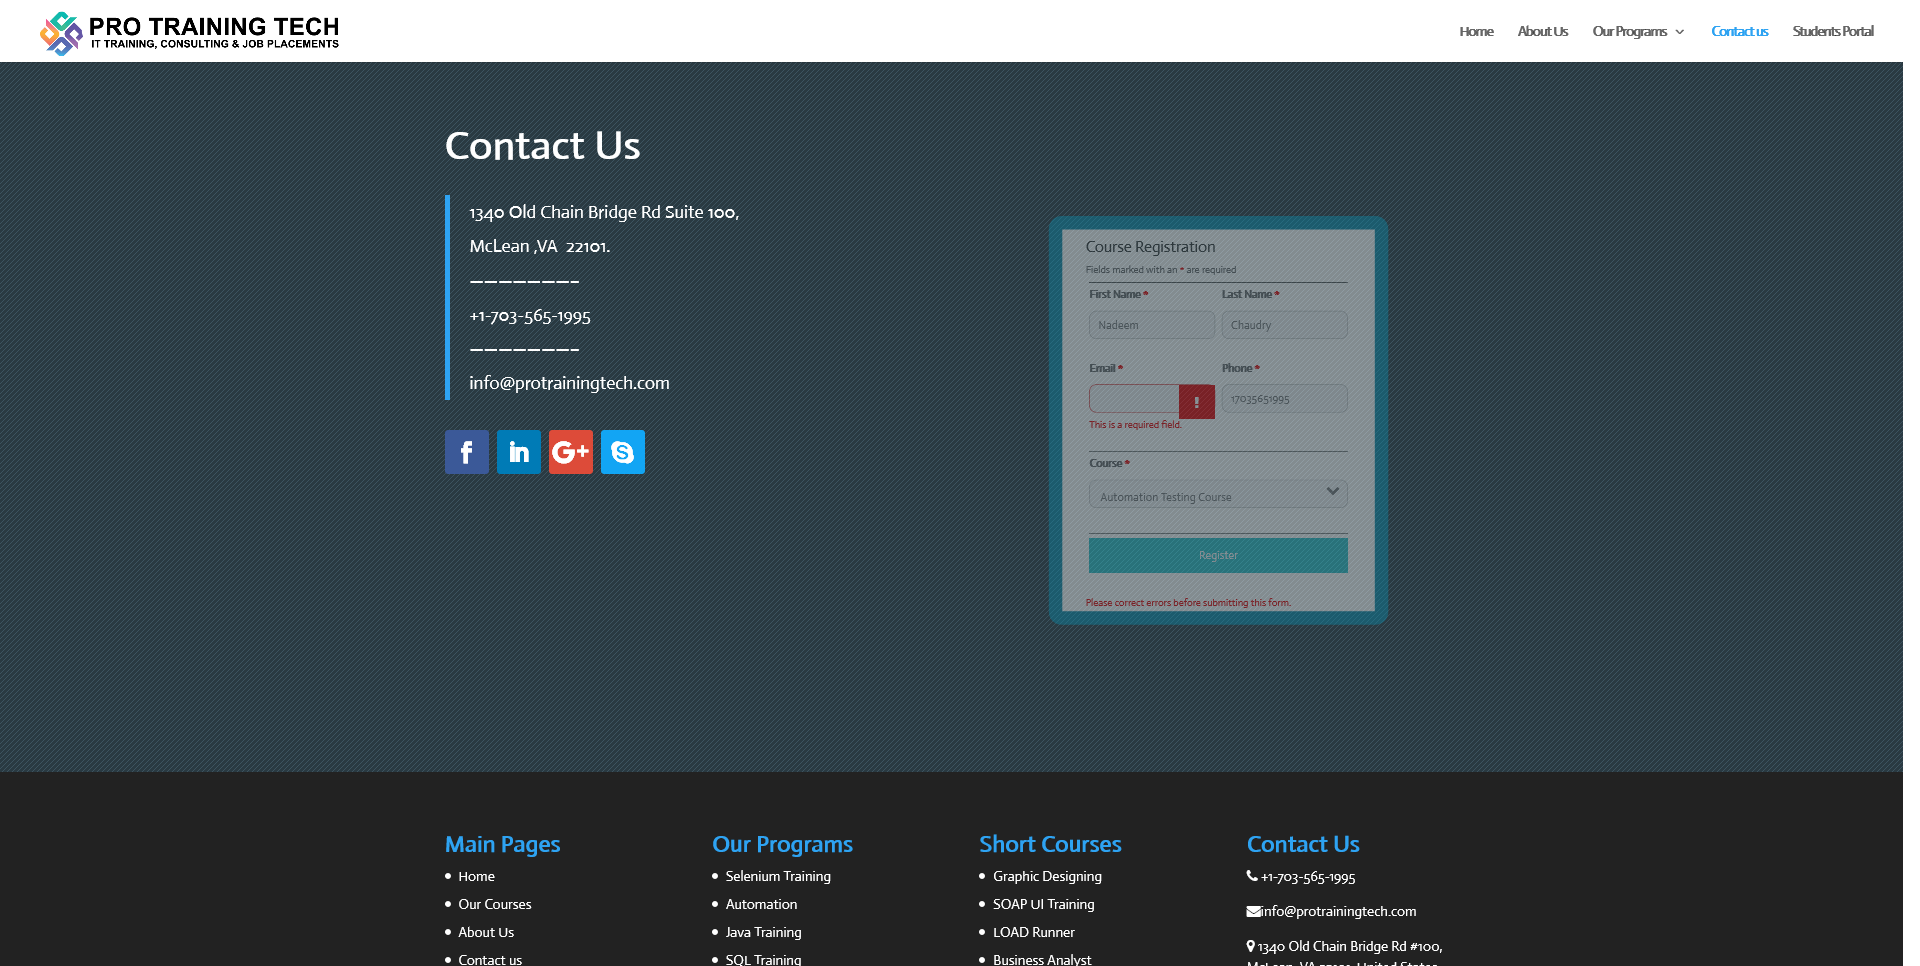 PRO TRAINING TECH
IT TRAINING, CONSULTING & JOB PLACEMENTS
Home
About Us
Our Programs
Contact us
Students Portal
Contact Us
1340 Old Chain Bridge Rd Suite 100,
McLean ,VA  22101.
————————–
+1-703-565-1995
————————–
info@protrainingtech.com
f
in
G+
S
Course Registration
Fields marked with an * are required
First Name *
Last Name *
Nadeem
Chaudry
Email *
Phone *
!
17035651995
This is a required field.
Course *
Automation Testing Course
Register
Please correct errors before submitting this form.
Main Pages
• Home
• Our Courses
• About Us
• Contact us
Our Programs
• Selenium Training
• Automation
• Java Training
• SQL Training
Short Courses
• Graphic Designing
• SOAP UI Training
• LOAD Runner
• Business Analyst
Contact Us
+1-703-565-1995
info@protrainingtech.com
1340 Old Chain Bridge Rd #100,